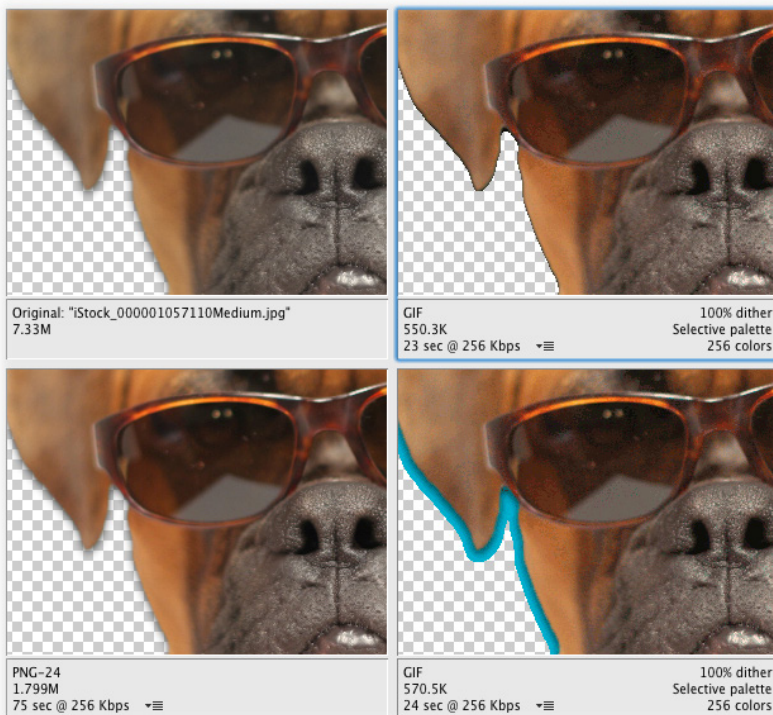 Original: "iStock_000001057110Medium.jpg"
7.33M
GIF 100% dither
550.3K Selective palette
23 sec @ 256 Kbps 256 colors
PNG-24
1.799M
75 sec @ 256 Kbps
GIF 100% dither
570.5K Selective palette
24 sec @ 256 Kbps 256 colors